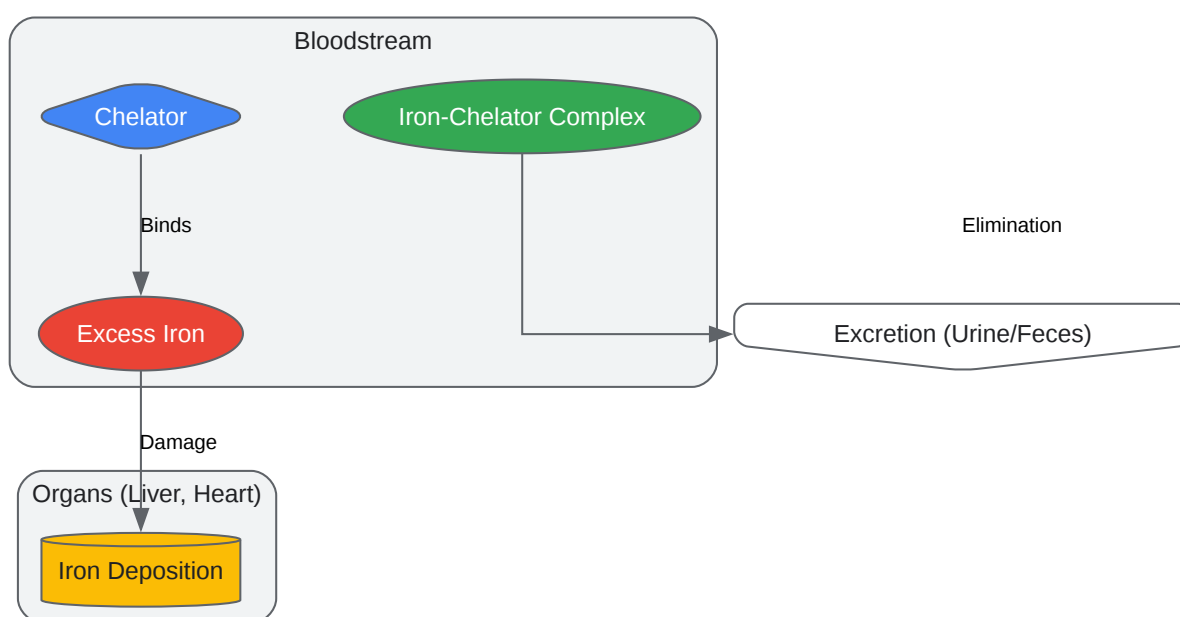 Bloodstream
Chelator
Iron-Chelator Complex
Binds
Elimination
Excess Iron
Excretion (Urine/Feces)
Damage
Organs (Liver, Heart)
Iron Deposition